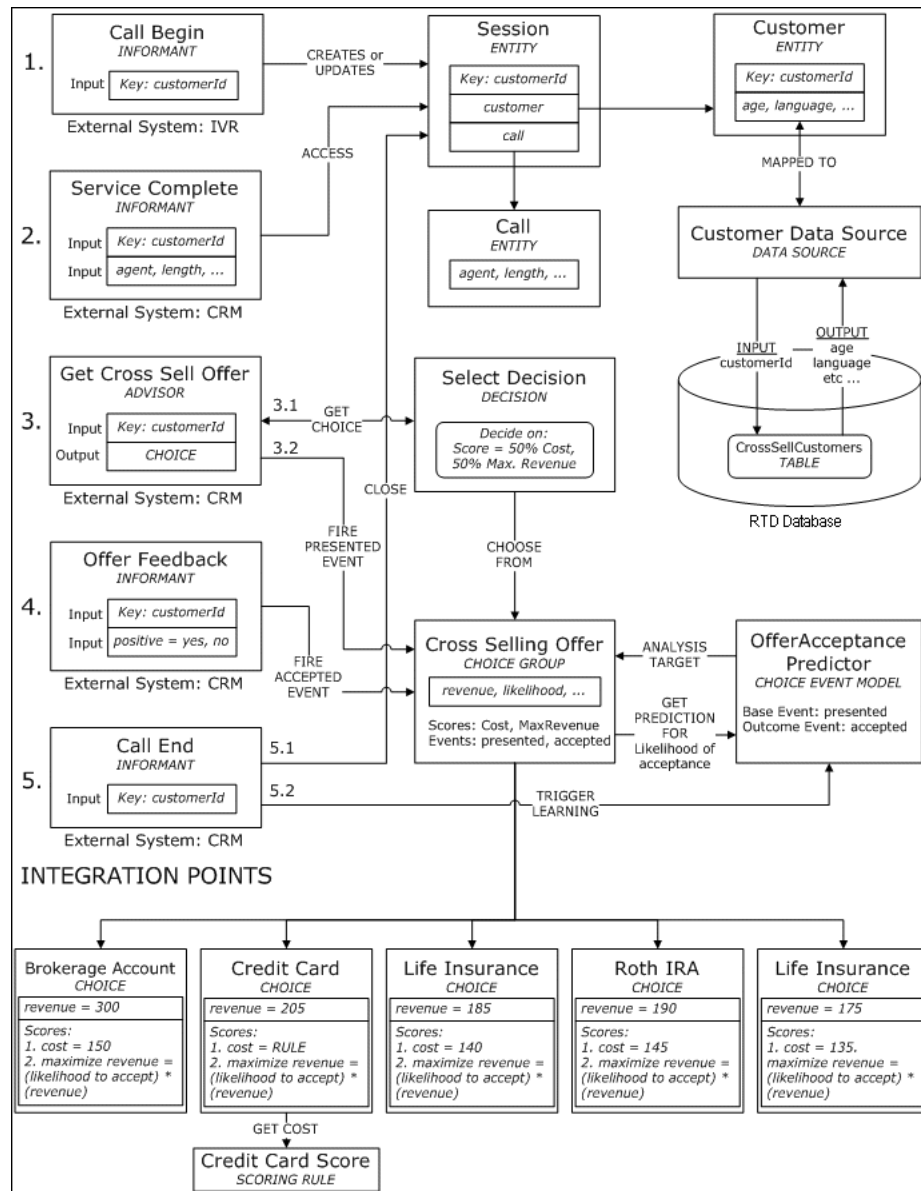 1.
Call Begin
INFORMANT
Input
Key: customerId
External System: IVR
CREATES or
UPDATES
Session
ENTITY
Key: customerId
customer
call
Customer
ENTITY
Key: customerId
age, language, ...
ACCESS
MAPPED TO
2.
Service Complete
INFORMANT
Input
Key: customerId
Input
agent, length, ...
External System: CRM
Call
ENTITY
agent, length, ...
Customer Data Source
DATA SOURCE
INPUT
customerId
OUTPUT
age
language
etc ...
CrossSellCustomers
TABLE
RTD Database
3.
Get Cross Sell Offer
ADVISOR
Input
Key: customerId
Output
CHOICE
External System: CRM
3.1
GET
CHOICE
3.2
CLOSE
FIRE
PRESENTED
EVENT
Select Decision
DECISION
Decide on:
Score = 50% Cost,
50% Max. Revenue
CHOOSE
FROM
4.
Offer Feedback
INFORMANT
Input
Key: customerId
Input
positive = yes, no
External System: CRM
FIRE
ACCEPTED
EVENT
Cross Selling Offer
CHOICE GROUP
revenue, likelihood, ...
Scores: Cost, MaxRevenue
Events: presented, accepted
ANALYSIS
TARGET
GET
PREDICTION
FOR
Likelihood of
acceptance
OfferAcceptance
Predictor
CHOICE EVENT MODEL
Base Event: presented
Outcome Event: accepted
5.
Call End
INFORMANT
Input
Key: customerId
External System: CRM
5.1
5.2
TRIGGER
LEARNING
INTEGRATION POINTS
Brokerage Account
CHOICE
revenue = 300
Scores:
1. cost = 150
2. maximize revenue =
(likelihood to accept) *
(revenue)
Credit Card
CHOICE
revenue = 205
Scores:
1. cost = RULE
2. maximize revenue =
(likelihood to accept) *
(revenue)
Life Insurance
CHOICE
revenue = 185
Scores:
1. cost = 140
2. maximize revenue =
(likelihood to accept) *
(revenue)
Roth IRA
CHOICE
revenue = 190
Scores:
1. cost = 145
2. maximize revenue =
(likelihood to accept) *
(revenue)
Life Insurance
CHOICE
revenue = 175
Scores:
1. cost = 135.
maximize revenue =
(likelihood to accept) *
(revenue)
GET COST
Credit Card Score
SCORING RULE